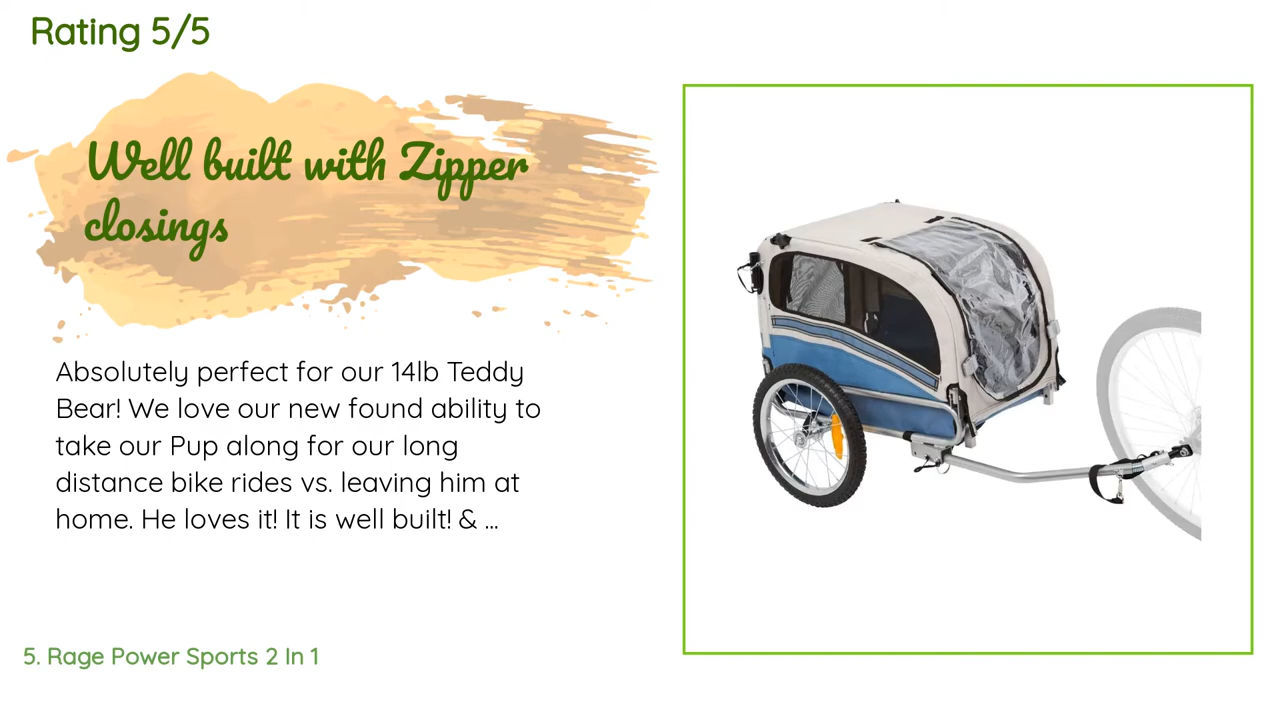 Rating 5/5
Well built with Zipper
closings
Absolutely perfect for our 14lb Teddy
Bear! We love our new found ability to
take our Pup along for our long
distance bike rides vs. leaving him at
home. He loves it! It is well built! & ...
5. Rage Power Sports 2 In 1